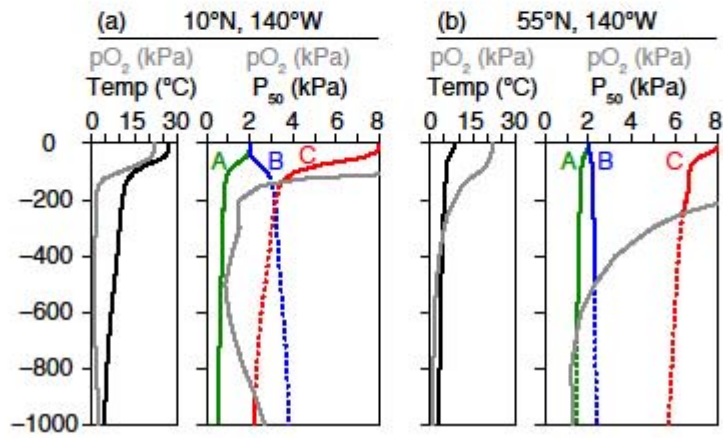 (a) 10°N, 140°W
(b) 55°N, 140°W
pO₂ (kPa) pO₂ (kPa) pO₂ (kPa) pO₂ (kPa)
Temp (°C) P₅₀ (kPa) Temp (°C) P₅₀ (kPa)
0 15 30 0 2 4 6 8 0 15 30 0 2 4 6 8
0
A B C A B C
−200
−400
−600
−800
−1000